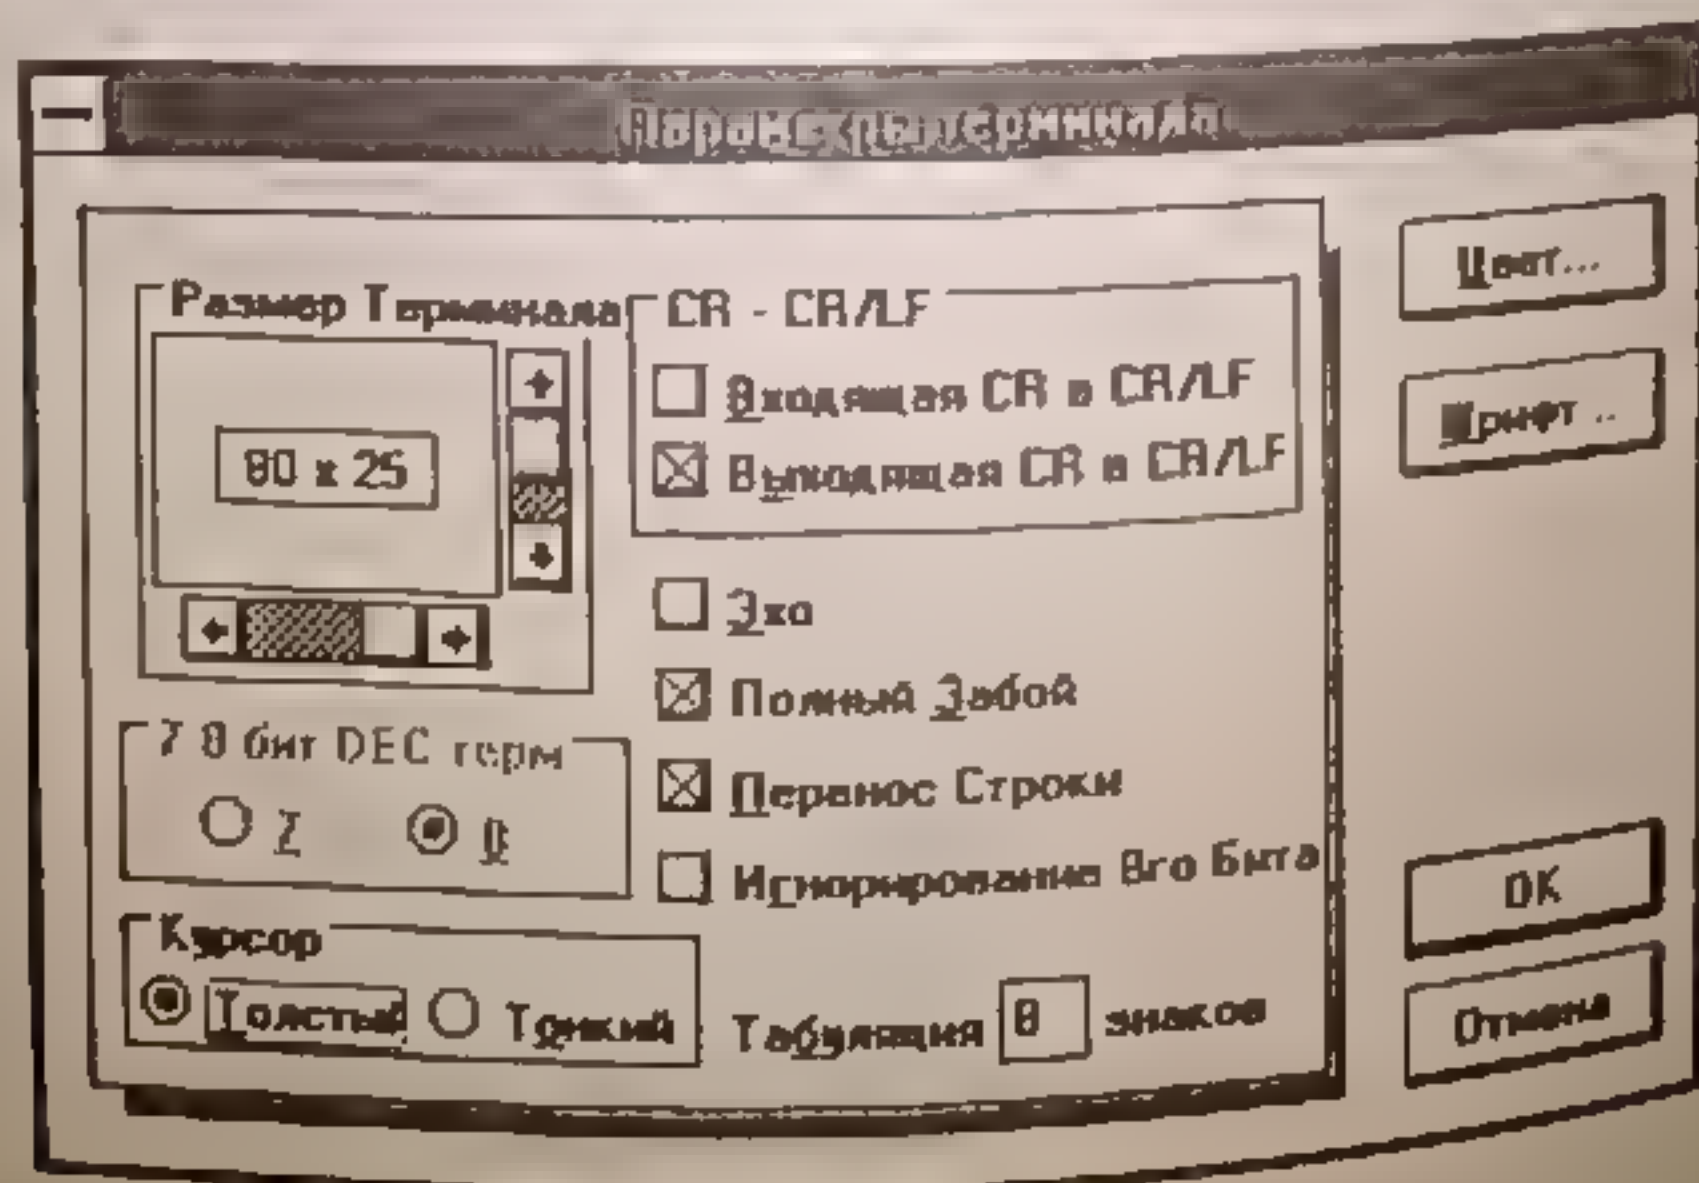 Параметры терминала
Размер Терминала
80 x 25
CR - CR/LF
Входящая CR в CR/LF
Выходящая CR в CR/LF
Эхо
Полный Забой
Перенос Строки
Игнорирование 8го Бита
7 8 бит DEC терм
7 8
Курсор
Толстый Тонкий
Табуляция 8 знаков
Цвет...
Шрифт ..
OK
Отмена